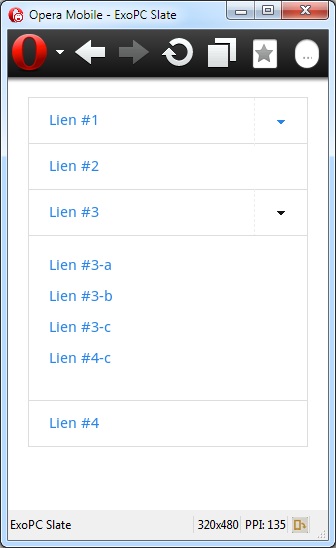 Opera Mobile - ExoPC Slate
Lien #1
Lien #2
Lien #3
Lien #3-a
Lien #3-b
Lien #3-c
Lien #4-c
Lien #4
ExoPC Slate 320x480 PPI: 135